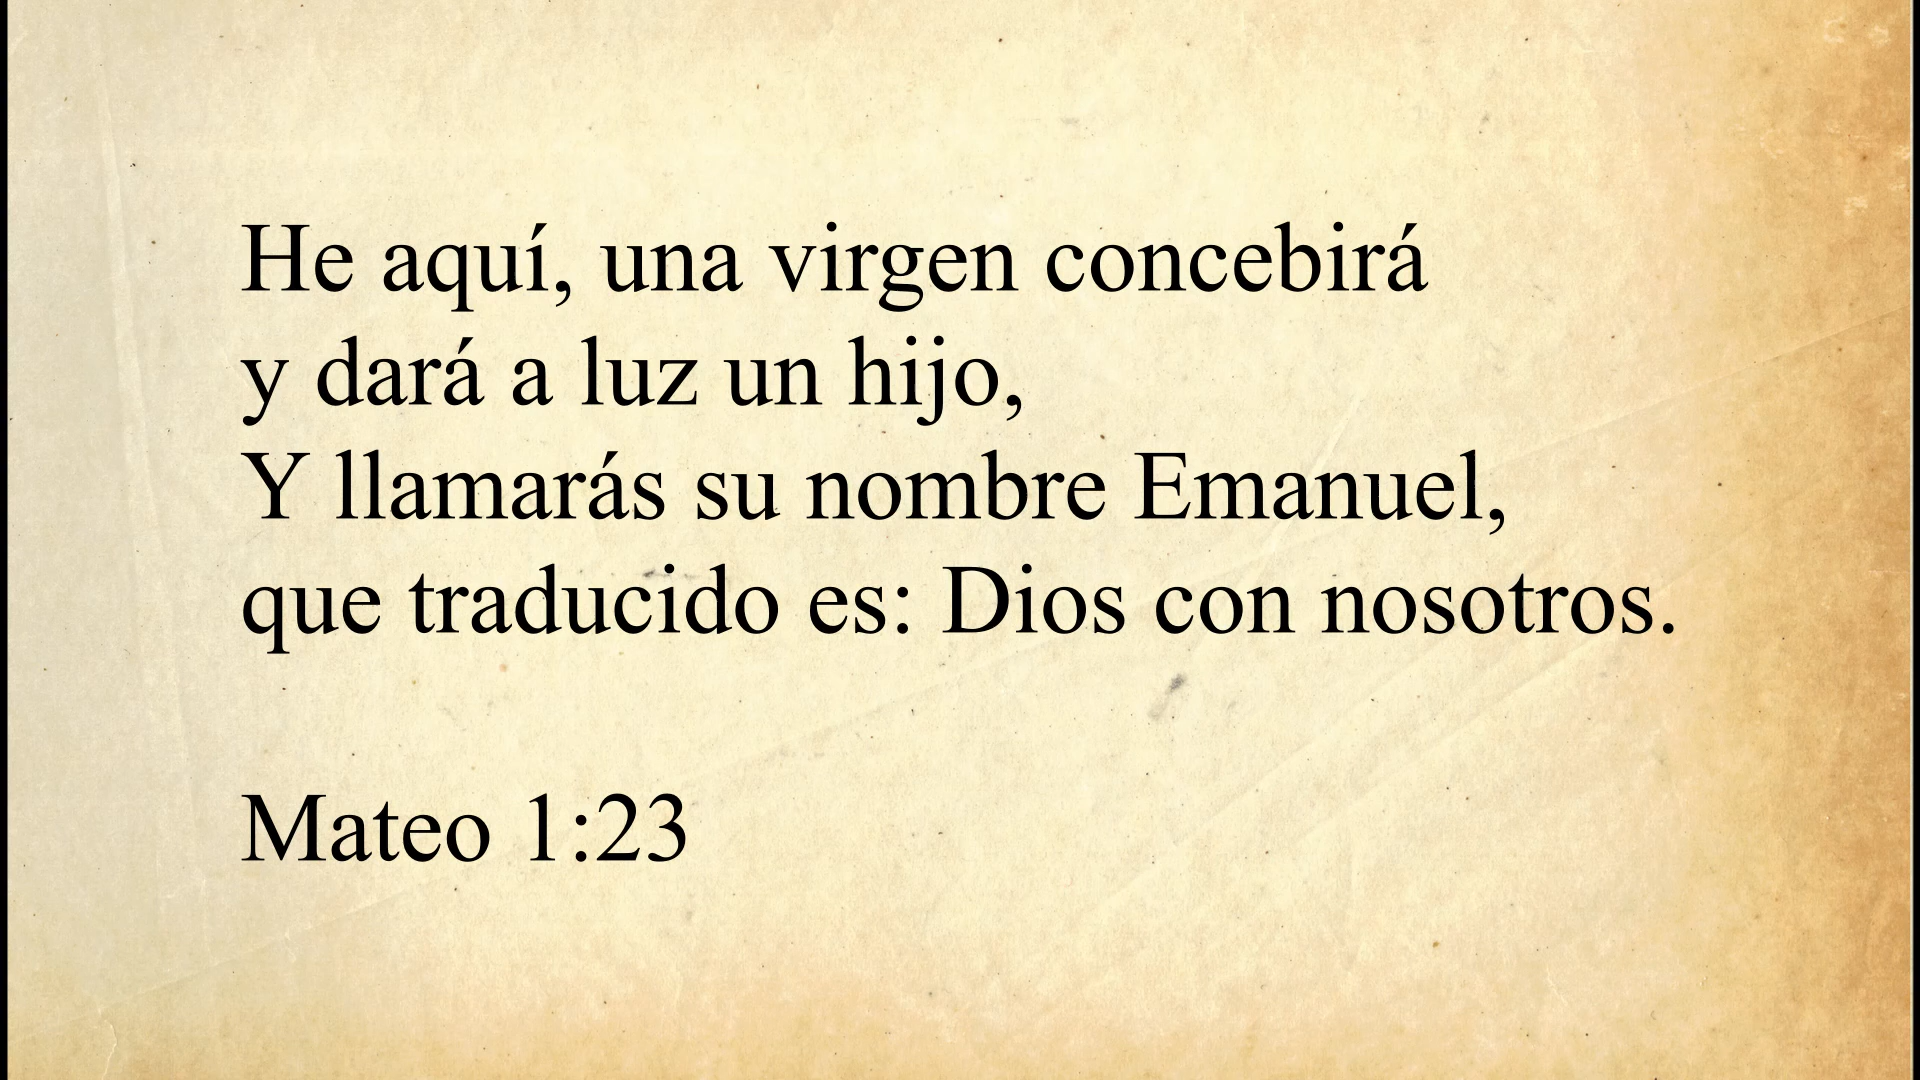 He aquí, una virgen concebirá
y dará a luz un hijo,
Y llamarás su nombre Emanuel,
que traducido es: Dios con nosotros.
Mateo 1:23